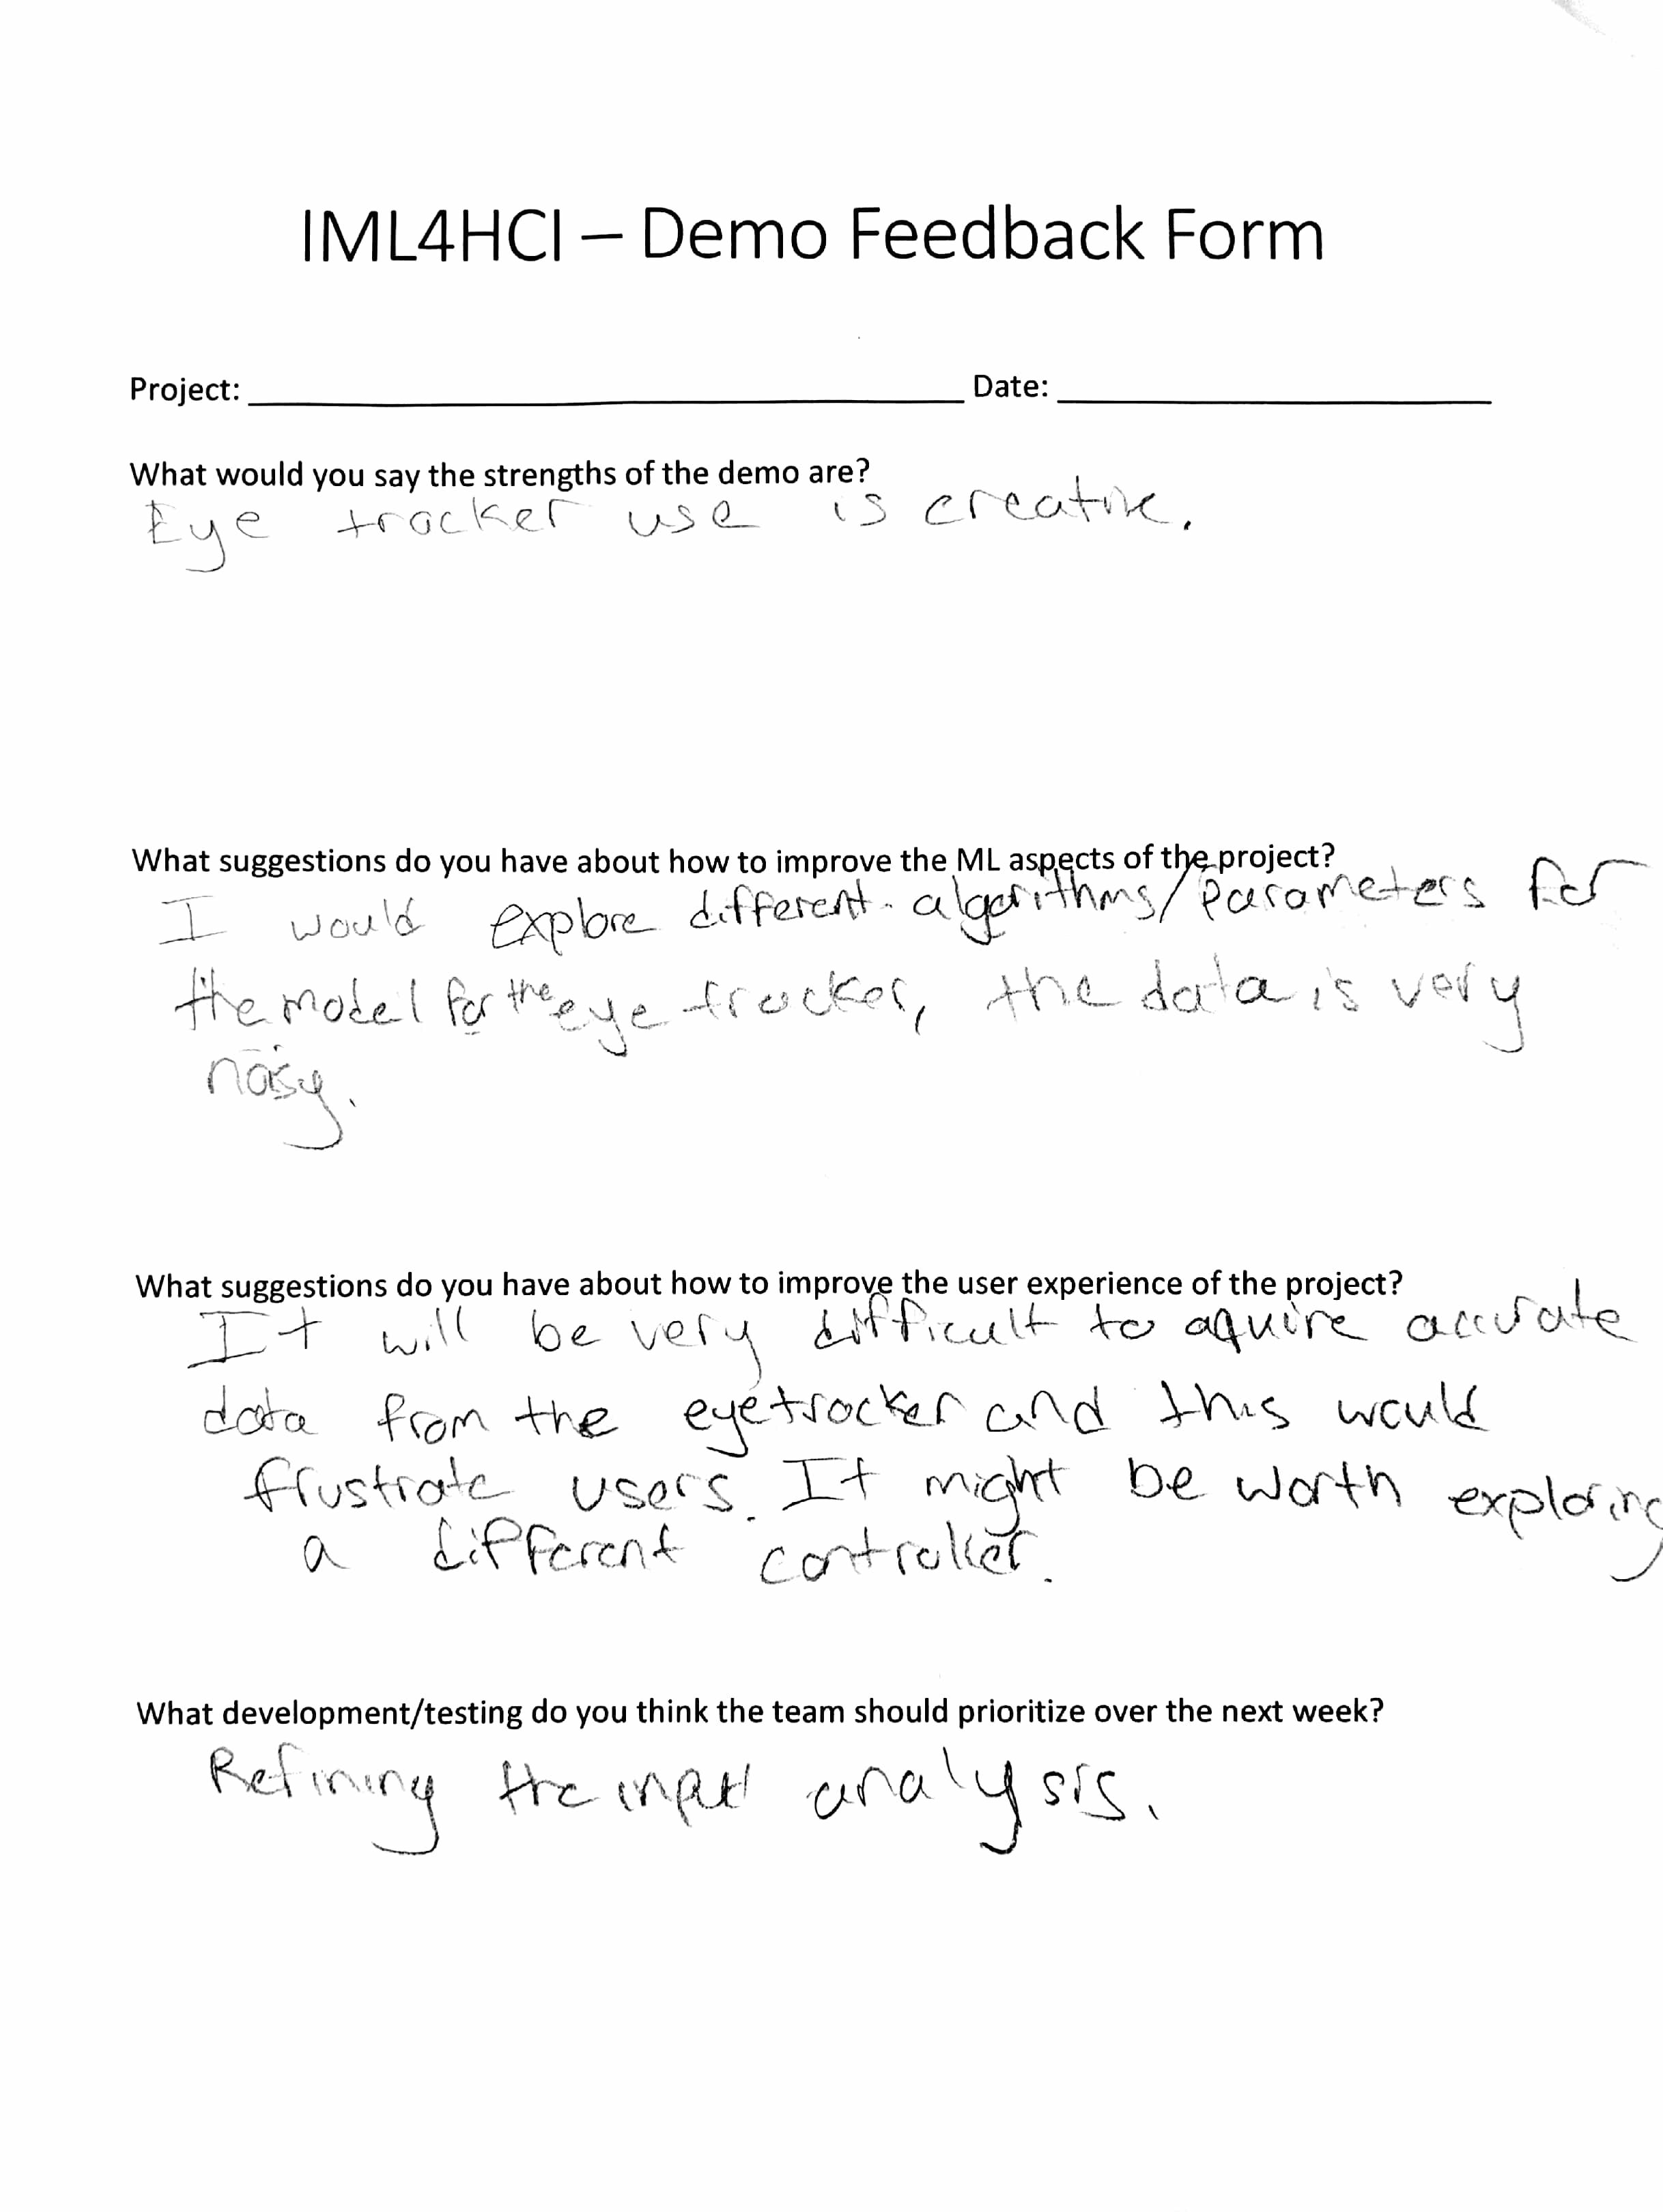 IML4HCI – Demo Feedback Form
Project: Date:
What would you say the strengths of the demo are?
Eye tracker use is creative.
What suggestions do you have about how to improve the ML aspects of the project?
I would explore different algorithms/parameters for
the model for the eye tracker, the data is very
noisy.
What suggestions do you have about how to improve the user experience of the project?
It will be very difficult to aquire accurate
data from the eyetracker and this would
frustrate users. It might be worth exploring
a different controller.
What development/testing do you think the team should prioritize over the next week?
Refining the input analysis.